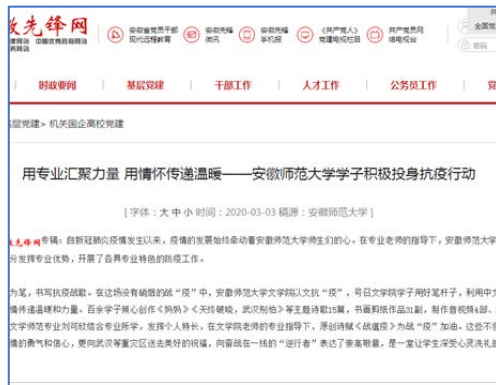 先锋网
安徽省党员干部
现代远程教育
安徽先锋
微讯
安徽先锋
手机报
《共产党人》
党建电视栏目
共产党员网
络电视台
全国党
密码
时政要闻
基层党建
干部工作
人才工作
公务员工作
党
基层党建> 机关国企高校党建
用专业汇聚力量 用情怀传递温暖——安徽师范大学学子积极投身抗疫行动
[ 字体：大 中 小 时间：2020-03-03 稿源：安徽师范大学 ]
先锋网专稿：自新冠肺炎疫情发生以来，疫情的发展始终牵动着安徽师范大学师生们的心。在专业老师的指导下，安徽师范大学
分发挥专业优势，开展了各具专业特色的防疫工作。
为笔，书写抗疫战歌。在这场没有硝烟的战“疫”中，安徽师范大学文学院以文抗“疫”，号召文学院学子用好笔杆子，利用中文
情传递温暖和力量。百余学子倾心创作《妈妈》《天终破晓，武汉别怕》等主题诗歌15篇，书画剪纸作品31副，制作音视频4部。
文学师范专业刘可欣结合专业所学，发挥个人特长，在文学院老师的专业指导下，原创诗赋《战瘟疫》为战“疫”加油。这些不
情的勇气和信心，更向武汉等重灾区送去美好的祝福，向奋战在一线的“逆行者”表达了崇高敬意，是一堂让学生深受心灵洗礼的